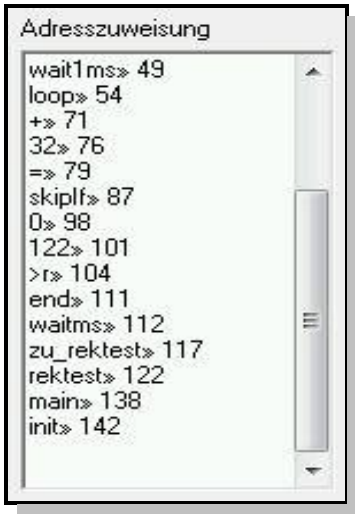 Adresszuweisung
wait1ms» 49
loop» 54
+» 71
32» 76
=» 79
skiplf» 87
0» 98
122» 101
>r» 104
end» 111
waitms» 112
zu_rektest» 117
rektest» 122
main» 138
init» 142